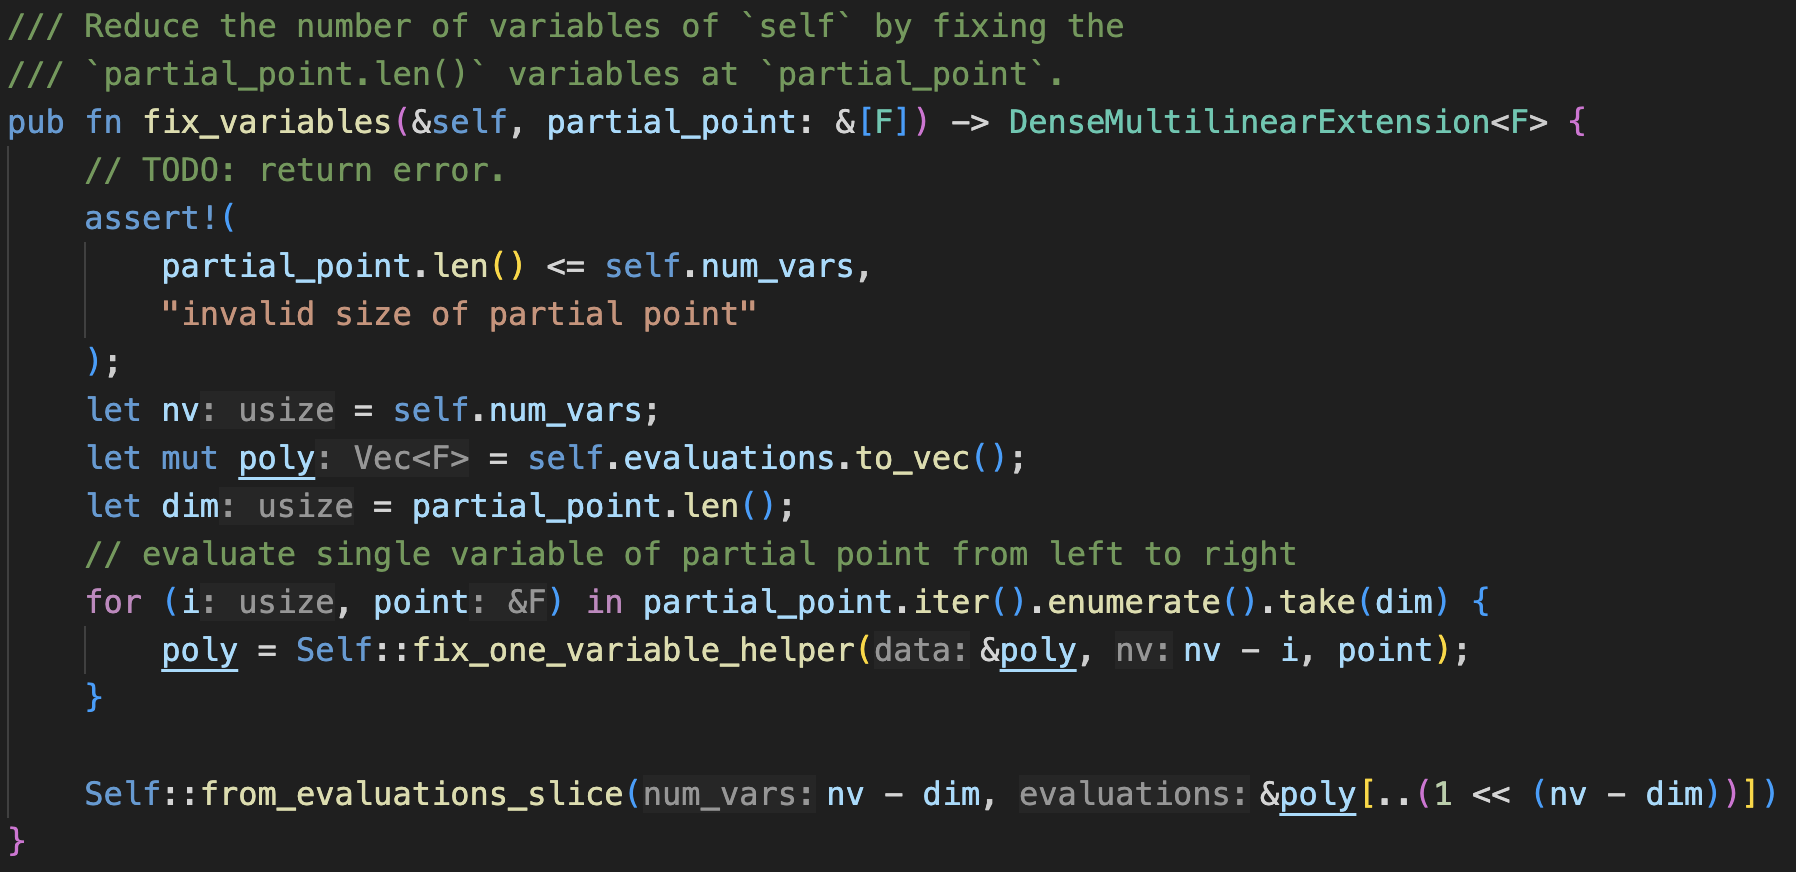 /// Reduce the number of variables of `self` by fixing the
/// `partial_point.len()` variables at `partial_point`.
pub fn fix_variables(&self, partial_point: &[F]) -> DenseMultilinearExtension<F> {
    // TODO: return error.
    assert!(
        partial_point.len() <= self.num_vars,
        "invalid size of partial point"
    );
    let nv: usize = self.num_vars;
    let mut poly: Vec<F> = self.evaluations.to_vec();
    let dim: usize = partial_point.len();
    // evaluate single variable of partial point from left to right
    for (i: usize, point: &F) in partial_point.iter().enumerate().take(dim) {
        poly = Self::fix_one_variable_helper(data: &poly, nv: nv - i, point);
    }
    Self::from_evaluations_slice(num_vars: nv - dim, evaluations: &poly[..(1 << (nv - dim))])
}